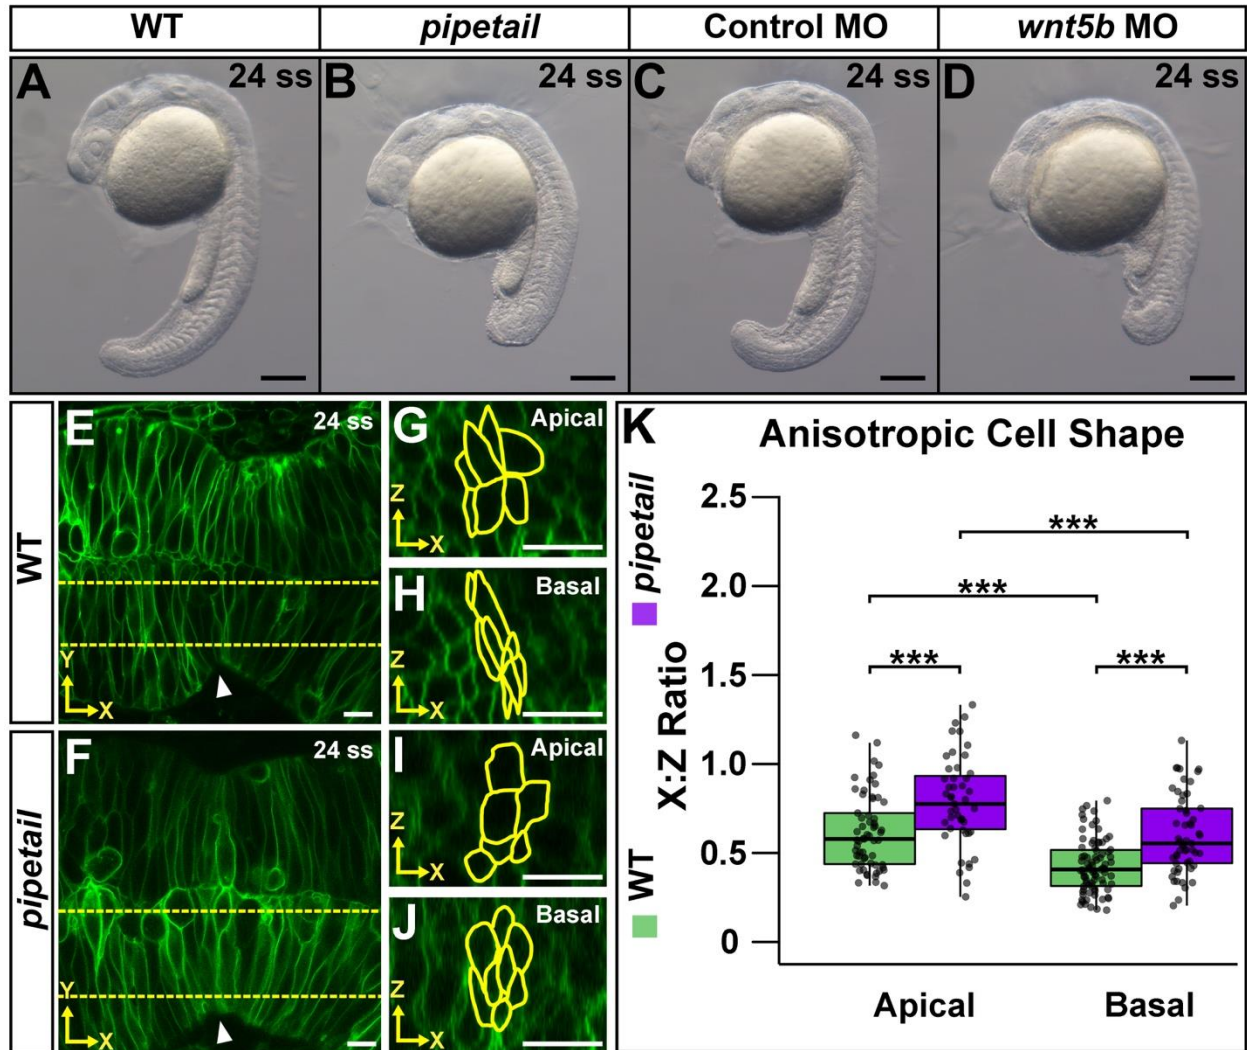 WT
pipetail
Control MO
wnt5b MO
A
24 ss
B
24 ss
C
24 ss
D
24 ss
WT
E
24 ss
Y
X
G
Apical
Z
X
H
Basal
Z
X
pipetail
F
24 ss
Y
X
I
Apical
Z
X
J
Basal
Z
X
K
Anisotropic Cell Shape
pipetail
WT
X:Z Ratio
2.5
2.0
1.5
1.0
0.5
0
***
***
***
***
Apical
Basal